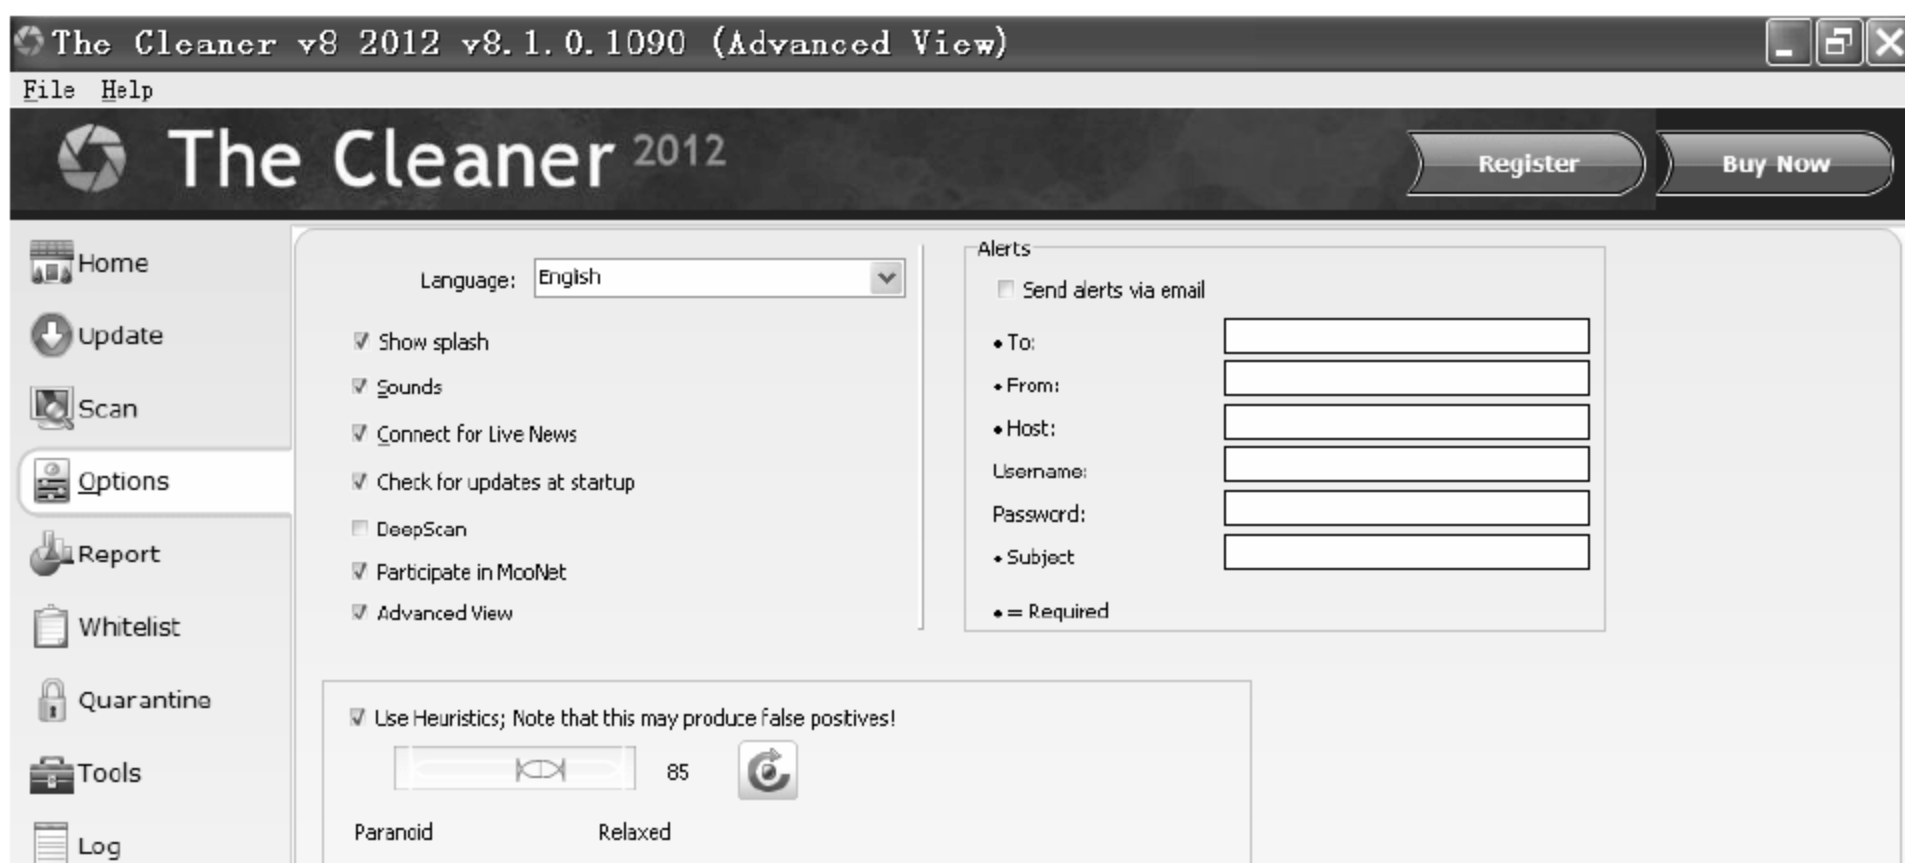 The Cleaner v8 2012 v8.1.0.1090 (Advanced View)
File Help
The Cleaner 2012
Register
Buy Now
Home
Update
Scan
Options
Report
Whitelist
Quarantine
Tools
Log
Language: English
Show splash
Sounds
Connect for Live News
Check for updates at startup
DeepScan
Participate in MooNet
Advanced View
Alerts
Send alerts via email
• To:
• From:
• Host:
Username:
Password:
• Subject
• = Required
Use Heuristics; Note that this may produce false positives!
85
Paranoid Relaxed